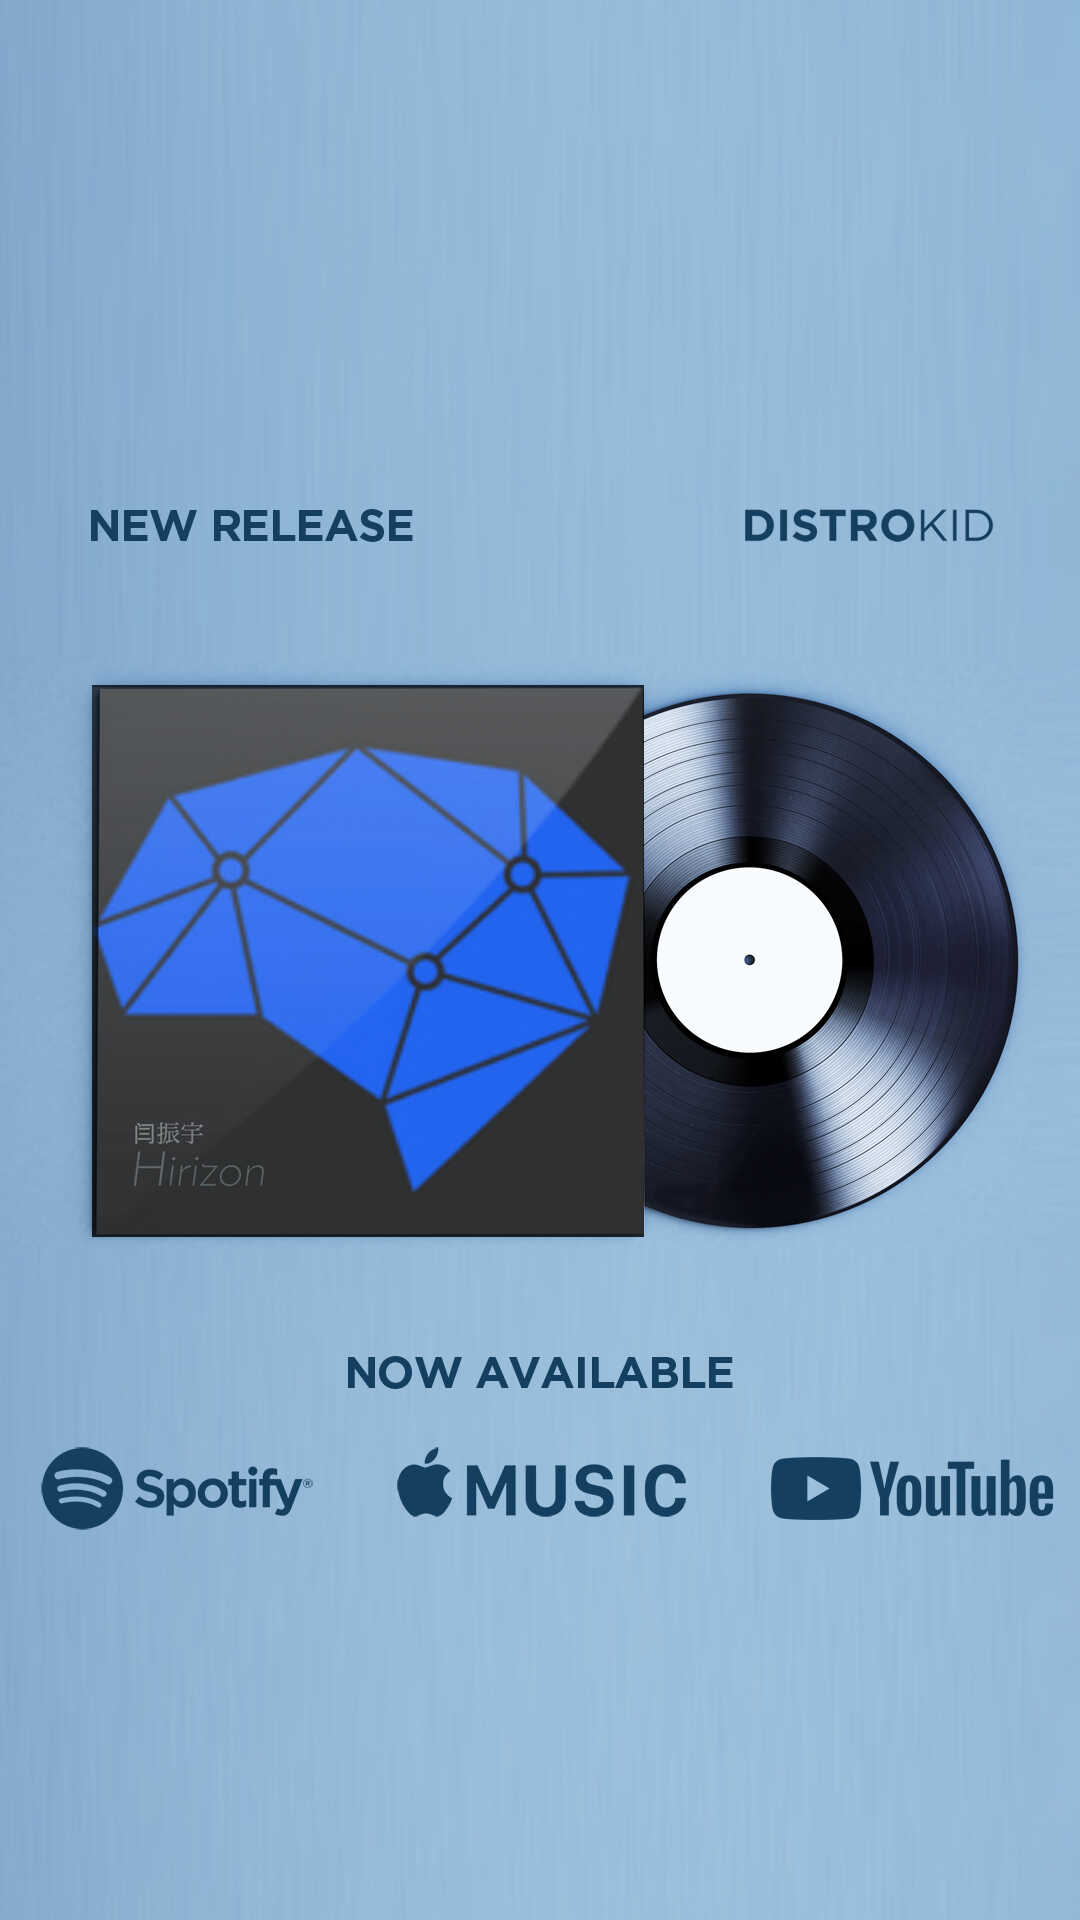 NEW RELEASE
DISTROKID
闫振宇
Hirizon
NOW AVAILABLE
Spotify®
MUSIC
YouTube